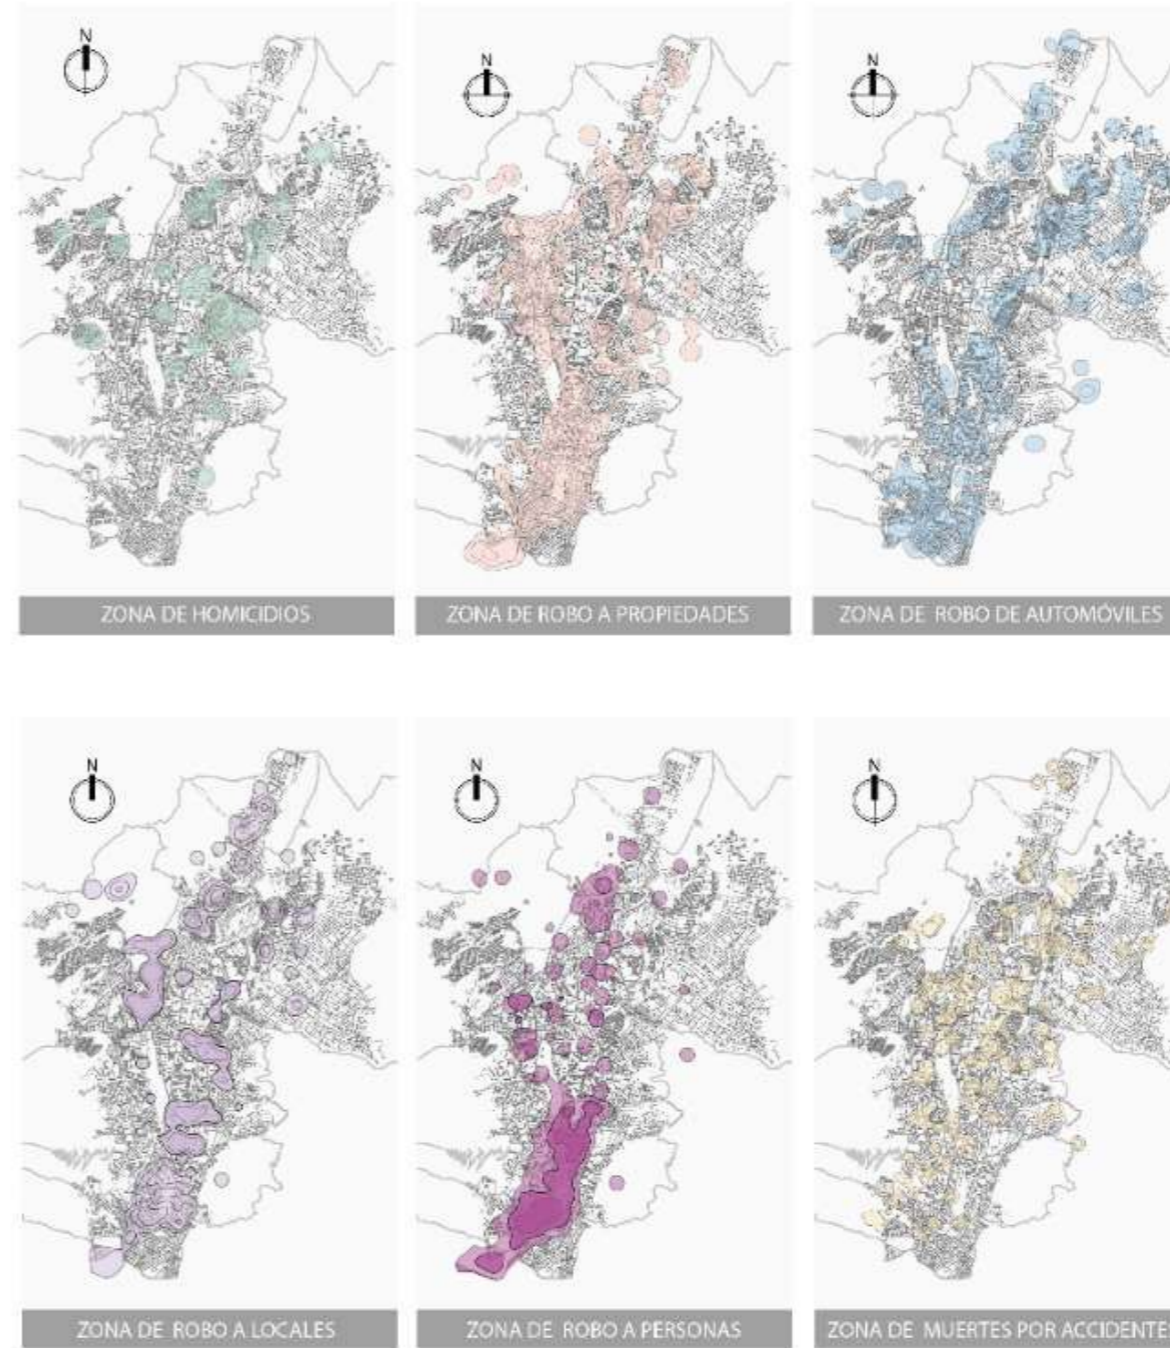 N
N
N
ZONA DE HOMICIDIOS
ZONA DE ROBO A PROPIEDADES
ZONA DE ROBO DE AUTOMÓVILES
N
N
N
ZONA DE ROBO A LOCALES
ZONA DE ROBO A PERSONAS
ZONA DE MUERTES POR ACCIDENTES